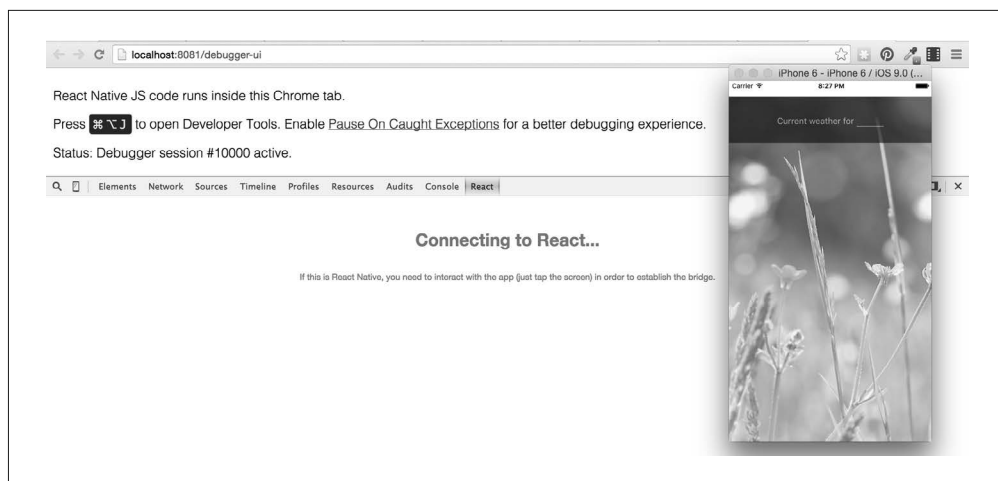 localhost:8081/debugger-ui
iPhone 6 - iPhone 6 / iOS 9.0 (...
Carrier
8:27 PM
React Native JS code runs inside this Chrome tab.
Press ⌘⌥J to open Developer Tools. Enable Pause On Caught Exceptions for a better debugging experience.
Status: Debugger session #10000 active.
Current weather for
Elements Network Sources Timeline Profiles Resources Audits Console React
Connecting to React...
If this is React Native, you need to interact with the app (just tap the screen) in order to establish the bridge.